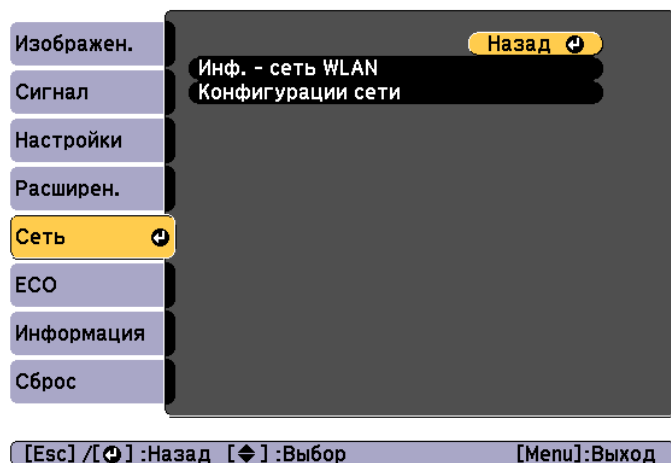 Изображен.
Сигнал
Настройки
Расширен.
Сеть
ECO
Информация
Сброс
Назад
Инф. - сеть WLAN
Конфигурации сети
[Esc] /[ ] :Назад [ ] :Выбор [Menu]:Выход